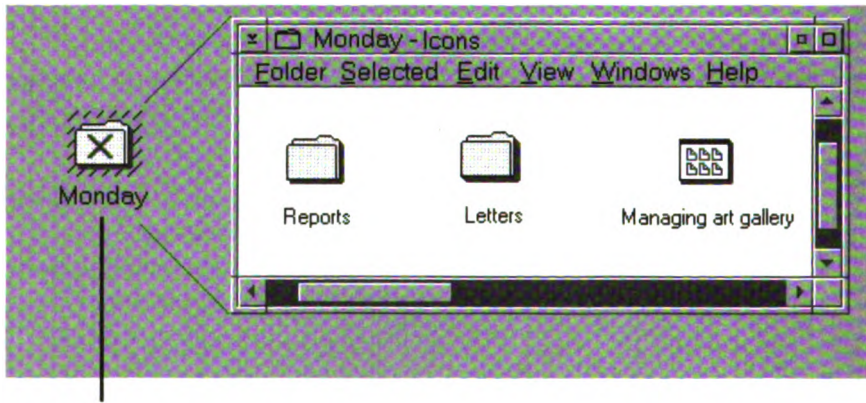 Monday - Icons
Folder Selected Edit View Windows Help
Monday
Reports Letters Managing art gallery